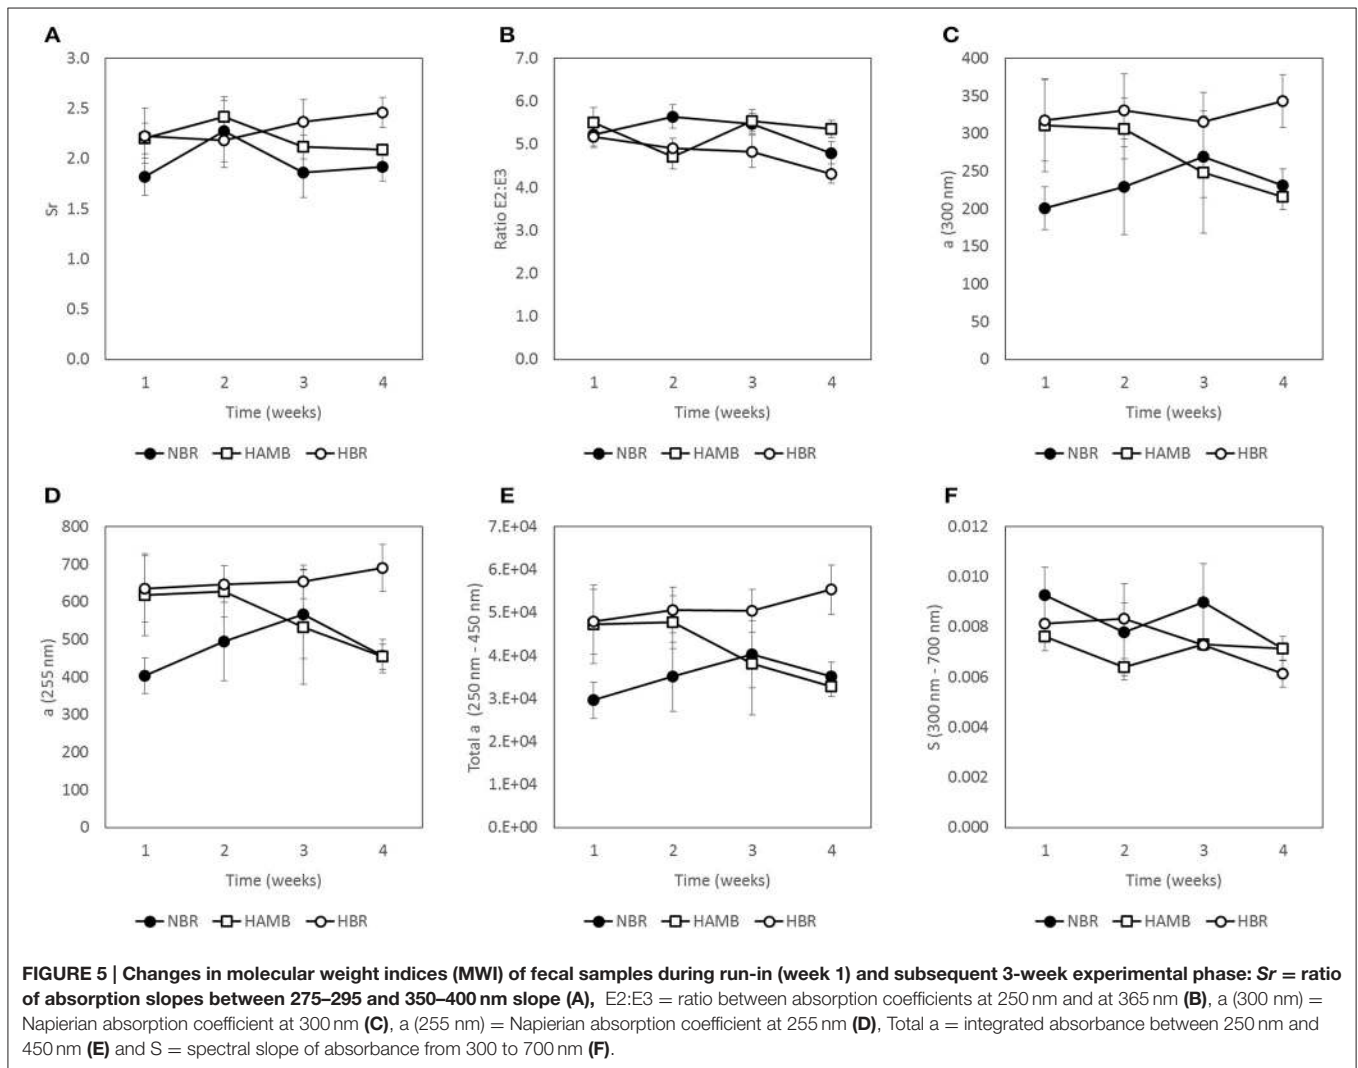 A
Sr
3.0
2.5
2.0
1.5
1.0
0.5
0.0
1 2 3 4
Time (weeks)
NBR HAMB HBR
B
Ratio E2:E3
7.0
6.0
5.0
4.0
3.0
2.0
1.0
0.0
1 2 3 4
Time (weeks)
NBR HAMB HBR
C
a (300 nm)
400
350
300
250
200
150
100
50
0
1 2 3 4
Time (weeks)
NBR HAMB HBR
D
a (255 nm)
800
700
600
500
400
300
200
100
0
1 2 3 4
Time (weeks)
NBR HAMB HBR
E
Total a (250 nm - 450 nm)
7.E+04
6.E+04
5.E+04
4.E+04
3.E+04
2.E+04
1.E+04
0.E+00
1 2 3 4
Time (weeks)
NBR HAMB HBR
F
S (300 nm - 700 nm)
0.012
0.010
0.008
0.006
0.004
0.002
0.000
1 2 3 4
Time (weeks)
NBR HAMB HBR
FIGURE 5 | Changes in molecular weight indices (MWI) of fecal samples during run-in (week 1) and subsequent 3-week experimental phase: Sr = ratio
of absorption slopes between 275–295 and 350–400 nm slope (A), E2:E3 = ratio between absorption coefficients at 250 nm and at 365 nm (B), a (300 nm) =
Napierian absorption coefficient at 300 nm (C), a (255 nm) = Napierian absorption coefficient at 255 nm (D), Total a = integrated absorbance between 250 nm and
450 nm (E) and S = spectral slope of absorbance from 300 to 700 nm (F).